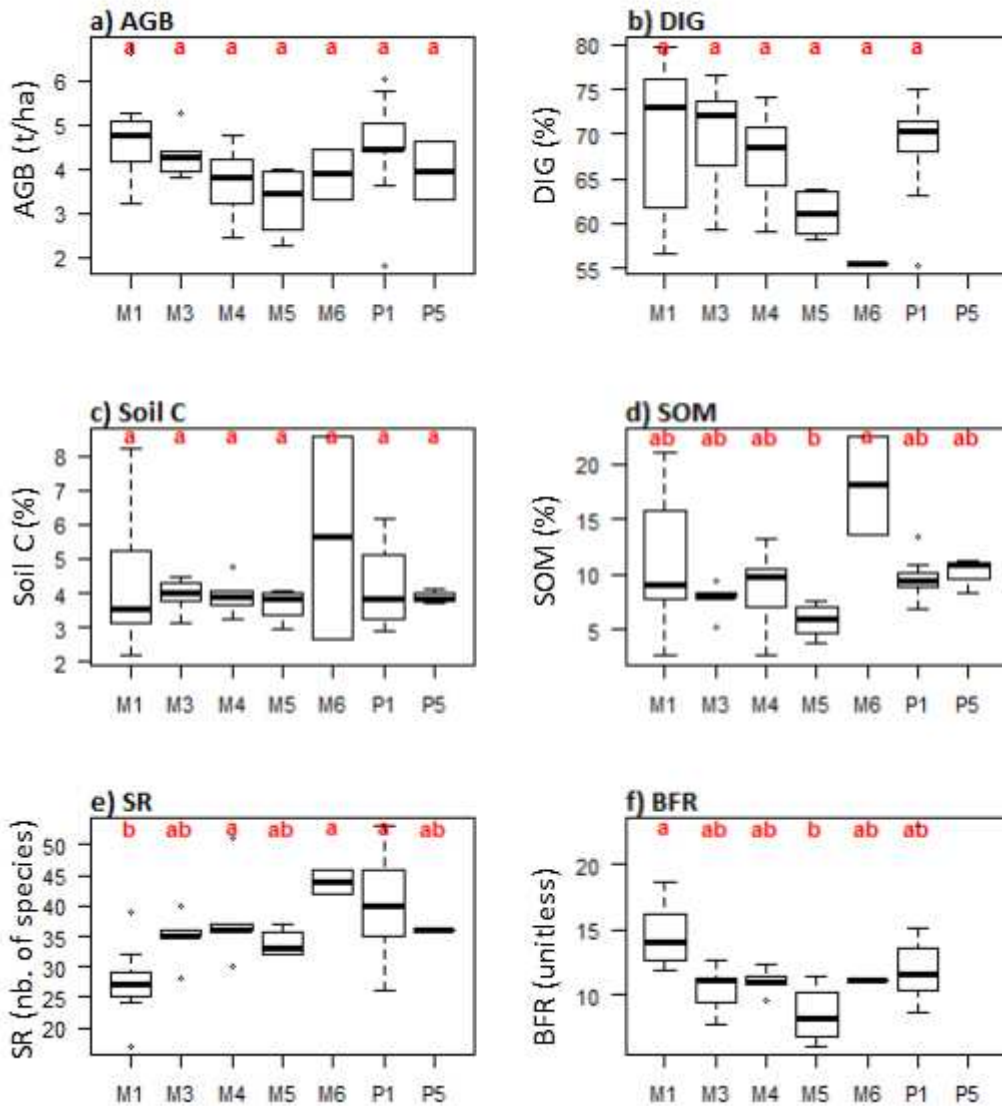 a) AGB
a a a a a a a
AGB (t/ha)
6
5
4
3
2
M1 M3 M4 M5 M6 P1 P5
b) DIG
a a a a a
DIG (%)
80
75
70
65
60
55
M1 M3 M4 M5 M6 P1 P5
c) Soil C
a a a a a a a
Soil C (%)
8
7
6
5
4
3
2
M1 M3 M4 M5 M6 P1 P5
d) SOM
ab ab ab b a ab ab
SOM (%)
20
15
10
5
M1 M3 M4 M5 M6 P1 P5
e) SR
b ab a ab a a ab
SR (nb. of species)
50
45
40
35
30
25
20
M1 M3 M4 M5 M6 P1 P5
f) BFR
a ab ab b ab ab
BFR (unitless)
20
15
10
M1 M3 M4 M5 M6 P1 P5